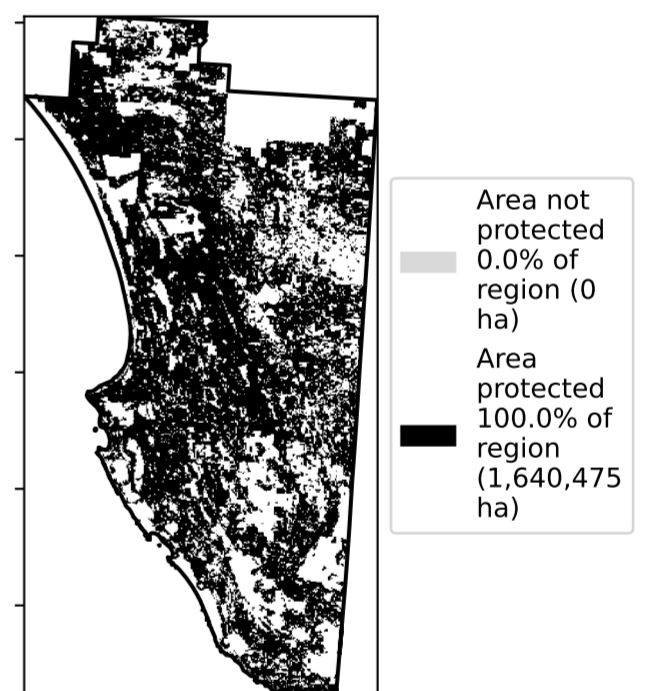 Area not
protected
0.0% of
region (0
ha)
Area
protected
100.0% of
region
(1,640,475
ha)